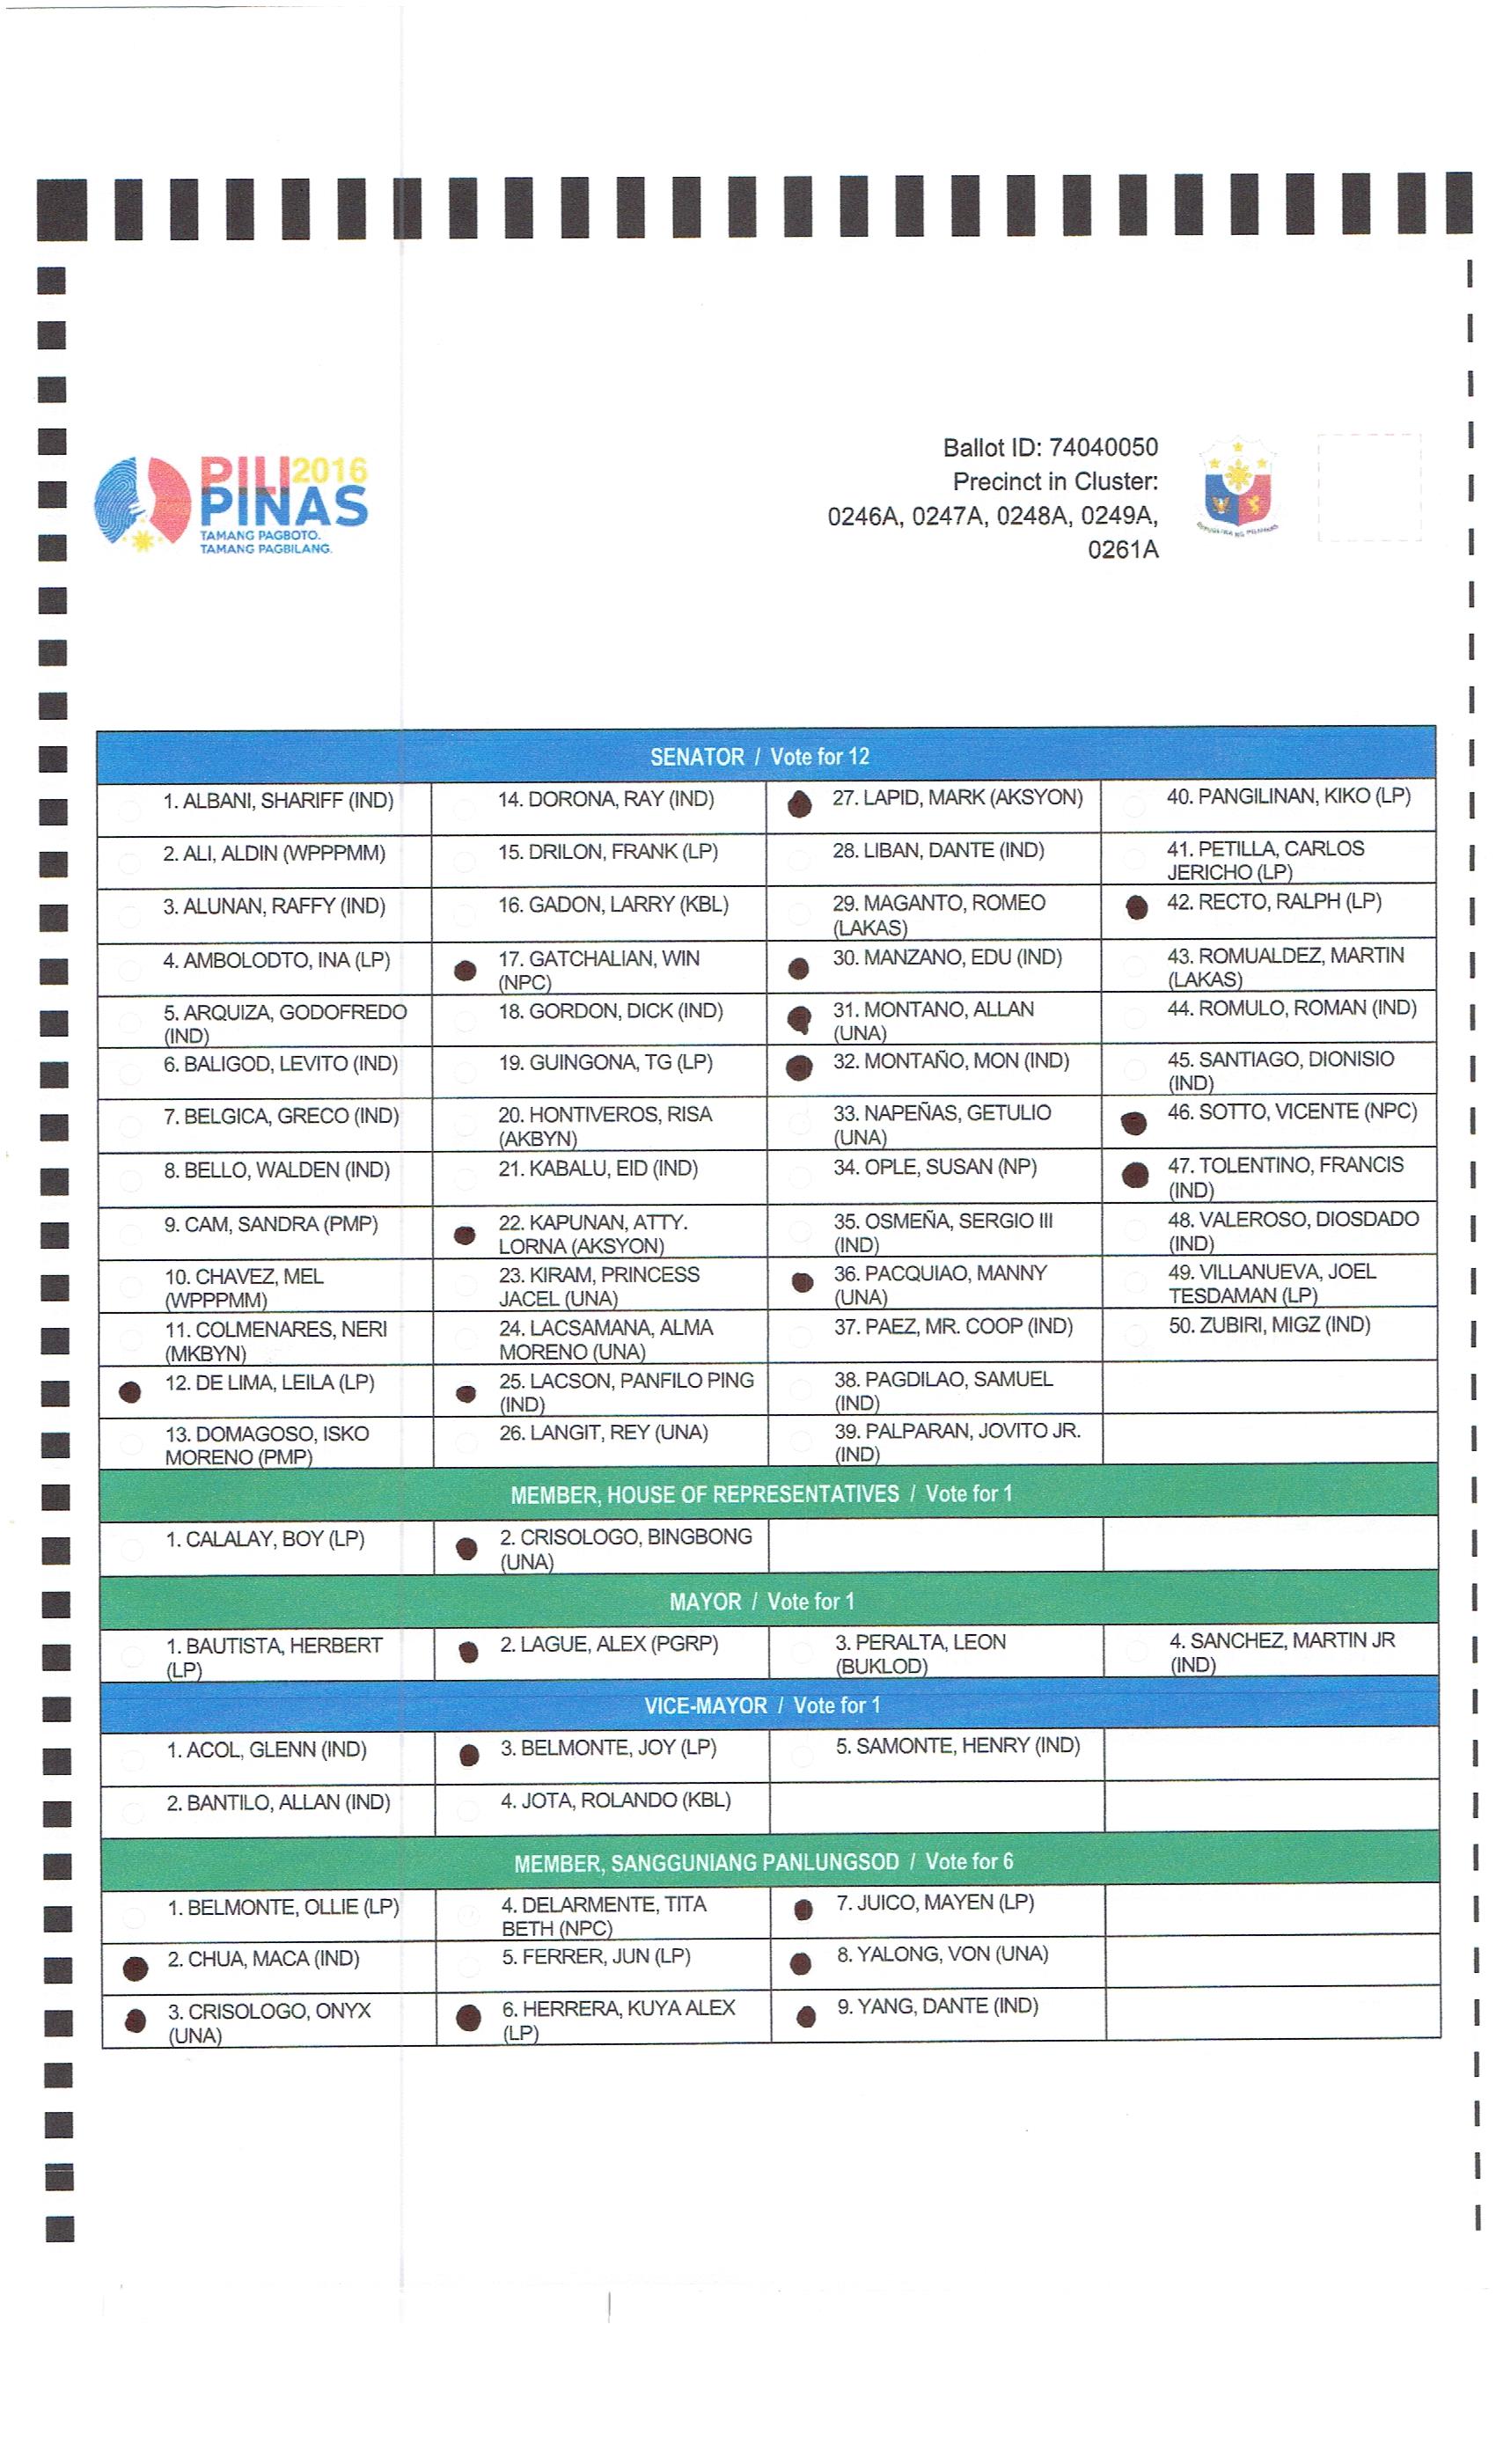 PILI 2016
PINAS
TAMANG PAGBOTO.
TAMANG PAGBILANG.
Ballot ID: 74040050
Precinct in Cluster:
0246A, 0247A, 0248A, 0249A,
0261A
SENATOR / Vote for 12
1. ALBANI, SHARIFF (IND)
2. ALI, ALDIN (WPPPMM)
3. ALUNAN, RAFFY (IND)
4. AMBOLODTO, INA (LP)
5. ARQUIZA, GODOFREDO
(IND)
6. BALIGOD, LEVITO (IND)
7. BELGICA, GRECO (IND)
8. BELLO, WALDEN (IND)
9. CAM, SANDRA (PMP)
10. CHAVEZ, MEL
(WPPPMM)
11. COLMENARES, NERI
(MKBYN)
12. DE LIMA, LEILA (LP)
13. DOMAGOSO, ISKO
MORENO (PMP)
14. DORONA, RAY (IND)
15. DRILON, FRANK (LP)
16. GADON, LARRY (KBL)
17. GATCHALIAN, WIN
(NPC)
18. GORDON, DICK (IND)
19. GUINGONA, TG (LP)
20. HONTIVEROS, RISA
(AKBYN)
21. KABALU, EID (IND)
22. KAPUNAN, ATTY.
LORNA (AKSYON)
23. KIRAM, PRINCESS
JACEL (UNA)
24. LACSAMANA, ALMA
MORENO (UNA)
25. LACSON, PANFILO PING
(IND)
26. LANGIT, REY (UNA)
27. LAPID, MARK (AKSYON)
28. LIBAN, DANTE (IND)
29. MAGANTO, ROMEO
(LAKAS)
30. MANZANO, EDU (IND)
31. MONTANO, ALLAN
(UNA)
32. MONTAÑO, MON (IND)
33. NAPEÑAS, GETULIO
(UNA)
34. OPLE, SUSAN (NP)
35. OSMEÑA, SERGIO III
(IND)
36. PACQUIAO, MANNY
(UNA)
37. PAEZ, MR. COOP (IND)
38. PAGDILAO, SAMUEL
(IND)
39. PALPARAN, JOVITO JR.
(IND)
40. PANGILINAN, KIKO (LP)
41. PETILLA, CARLOS
JERICHO (LP)
42. RECTO, RALPH (LP)
43. ROMUALDEZ, MARTIN
(LAKAS)
44. ROMULO, ROMAN (IND)
45. SANTIAGO, DIONISIO
(IND)
46. SOTTO, VICENTE (NPC)
47. TOLENTINO, FRANCIS
(IND)
48. VALEROSO, DIOSDADO
(IND)
49. VILLANUEVA, JOEL
TESDAMAN (LP)
50. ZUBIRI, MIGZ (IND)
MEMBER, HOUSE OF REPRESENTATIVES / Vote for 1
1. CALALAY, BOY (LP)
2. CRISOLOGO, BINGBONG
(UNA)
MAYOR / Vote for 1
1. BAUTISTA, HERBERT
(LP)
2. LAGUE, ALEX (PGRP)
3. PERALTA, LEON
(BUKLOD)
4. SANCHEZ, MARTIN JR
(IND)
VICE-MAYOR / Vote for 1
1. ACOL, GLENN (IND)
2. BANTILO, ALLAN (IND)
3. BELMONTE, JOY (LP)
4. JOTA, ROLANDO (KBL)
5. SAMONTE, HENRY (IND)
MEMBER, SANGGUNIANG PANLUNGSOD / Vote for 6
1. BELMONTE, OLLIE (LP)
2. CHUA, MACA (IND)
3. CRISOLOGO, ONYX
(UNA)
4. DELARMENTE, TITA
BETH (NPC)
5. FERRER, JUN (LP)
6. HERRERA, KUYA ALEX
(LP)
7. JUICO, MAYEN (LP)
8. YALONG, VON (UNA)
9. YANG, DANTE (IND)